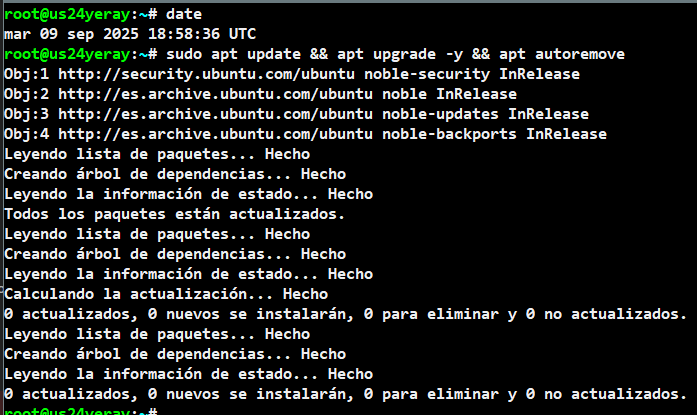 root@us24yeray:~# date
mar 09 sep 2025 18:58:36 UTC
root@us24yeray:~# sudo apt update && apt upgrade -y && apt autoremove
Obj:1 http://security.ubuntu.com/ubuntu noble-security InRelease
Obj:2 http://es.archive.ubuntu.com/ubuntu noble InRelease
Obj:3 http://es.archive.ubuntu.com/ubuntu noble-updates InRelease
Obj:4 http://es.archive.ubuntu.com/ubuntu noble-backports InRelease
Leyendo lista de paquetes... Hecho
Creando árbol de dependencias... Hecho
Leyendo la información de estado... Hecho
Todos los paquetes están actualizados.
Leyendo lista de paquetes... Hecho
Creando árbol de dependencias... Hecho
Leyendo la información de estado... Hecho
Calculando la actualización... Hecho
0 actualizados, 0 nuevos se instalarán, 0 para eliminar y 0 no actualizados.
Leyendo lista de paquetes... Hecho
Creando árbol de dependencias... Hecho
Leyendo la información de estado... Hecho
0 actualizados, 0 nuevos se instalarán, 0 para eliminar y 0 no actualizados.
root@us24yeray:~#